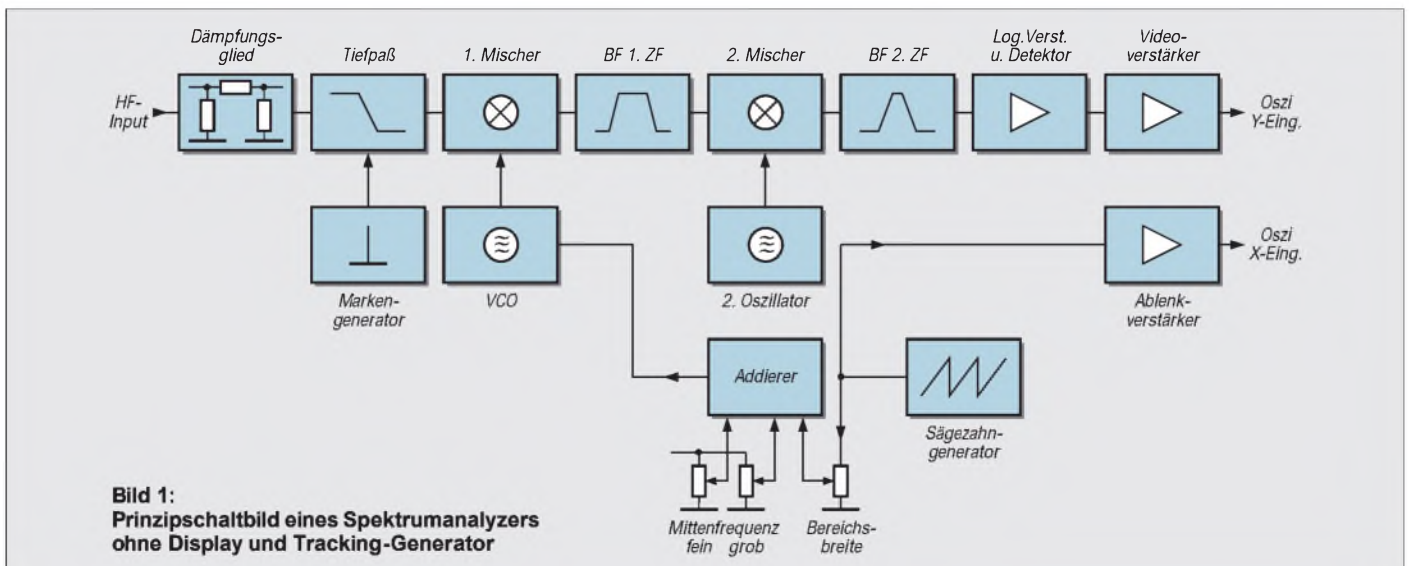 Dämpfungs-
glied
Tiefpaß
1. Mischer
BF 1. ZF
2. Mischer
BF 2. ZF
Log.Verst.
u. Detektor
Video-
verstärker
HF-
Input
Oszi
Y-Eing.
Marken-
generator
VCO
2. Oszillator
Oszi
X-Eing.
Ablenk-
verstärker
Addierer
Sägezahn-
generator
Mittenfrequenz
fein grob
Bereichs-
breite
Bild 1:
Prinzipschaltbild eines Spektrumanalyzers
ohne Display und Tracking-Generator